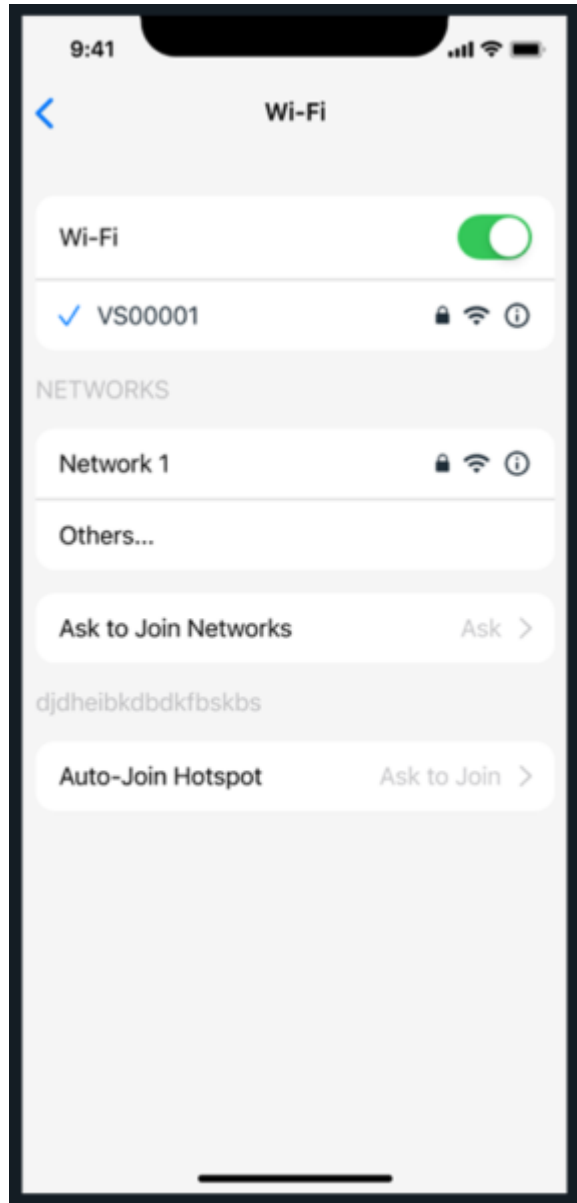 9:41
Wi-Fi
Wi-Fi
VS00001
NETWORKS
Network 1
Others...
Ask to Join Networks Ask
djdheibkdbdkfbskbs
Auto-Join Hotspot Ask to Join